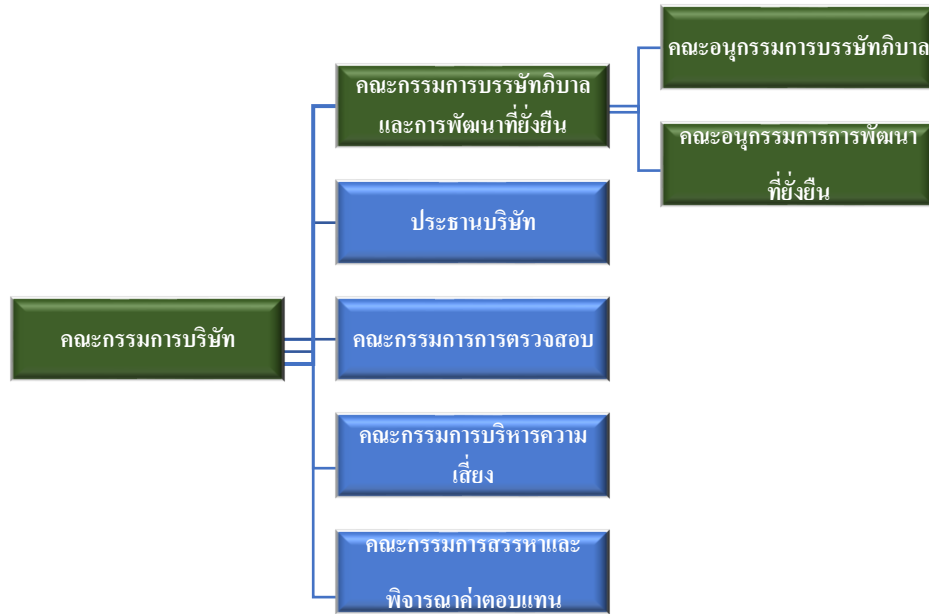 คณะอนุกรรมการบรรษัทภิบาล
คณะกรรมการบรรษัทภิบาล
และการพัฒนาที่ยั่งยืน
คณะอนุกรรมการการพัฒนา
ที่ยั่งยืน
ประธานบริษัท
คณะกรรมการบริษัท
คณะกรรมการการตรวจสอบ
คณะกรรมการบริหารความ
เสี่ยง
คณะกรรมการสรรหาและ
พิจารณาค่าตอบแทน